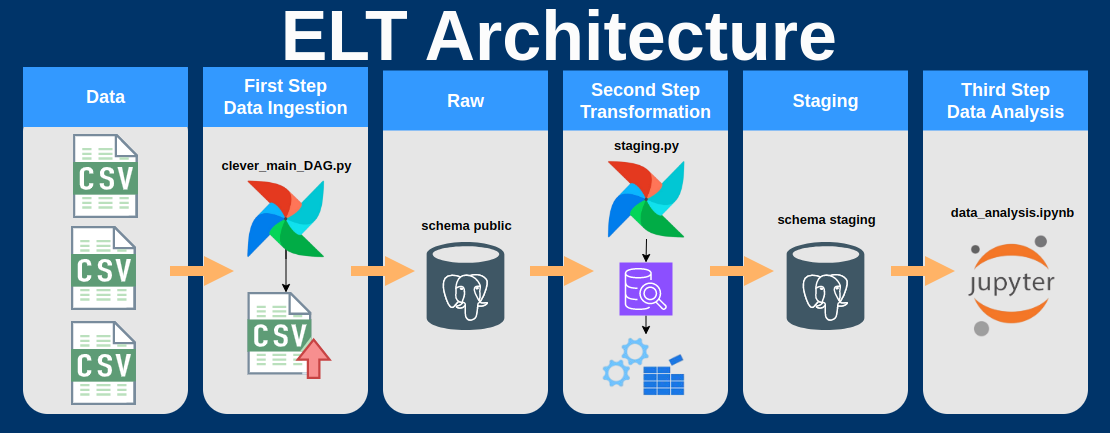 ELT Architecture
Data
First Step
Data Ingestion
Raw
Second Step
Transformation
Staging
Third Step
Data Analysis
CSV
CSV
CSV
clever_main_DAG.py
CSV
schema public
staging.py
schema staging
data_analysis.ipynb
jupyter